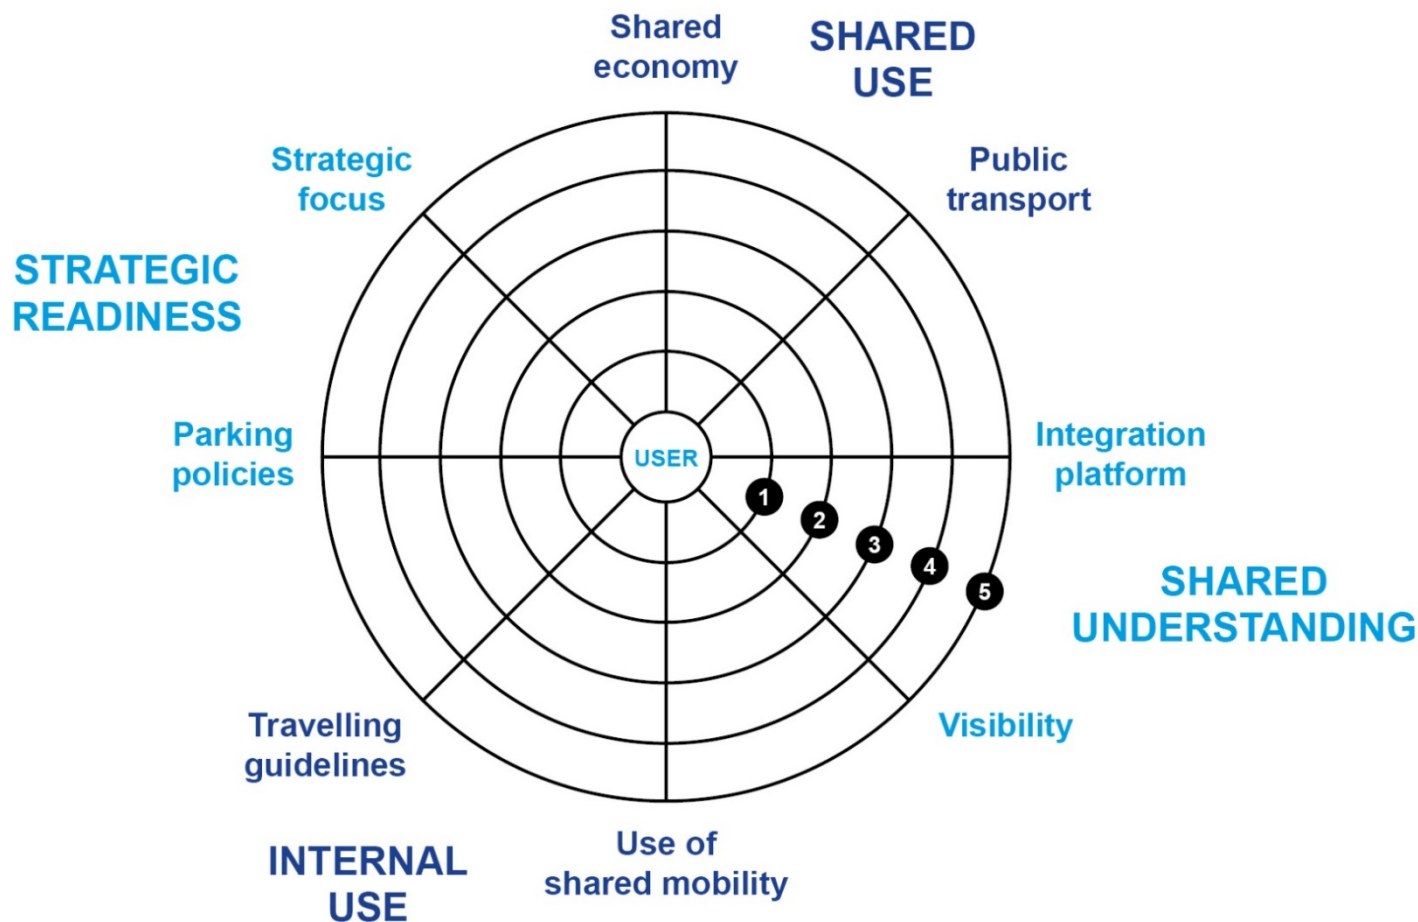 Shared
economy
SHARED
USE
Strategic
focus
Public
transport
STRATEGIC
READINESS
Parking
policies
USER
Integration
platform
1
2
3
4
5
SHARED
UNDERSTANDING
Travelling
guidelines
Visibility
INTERNAL
USE
Use of
shared mobility